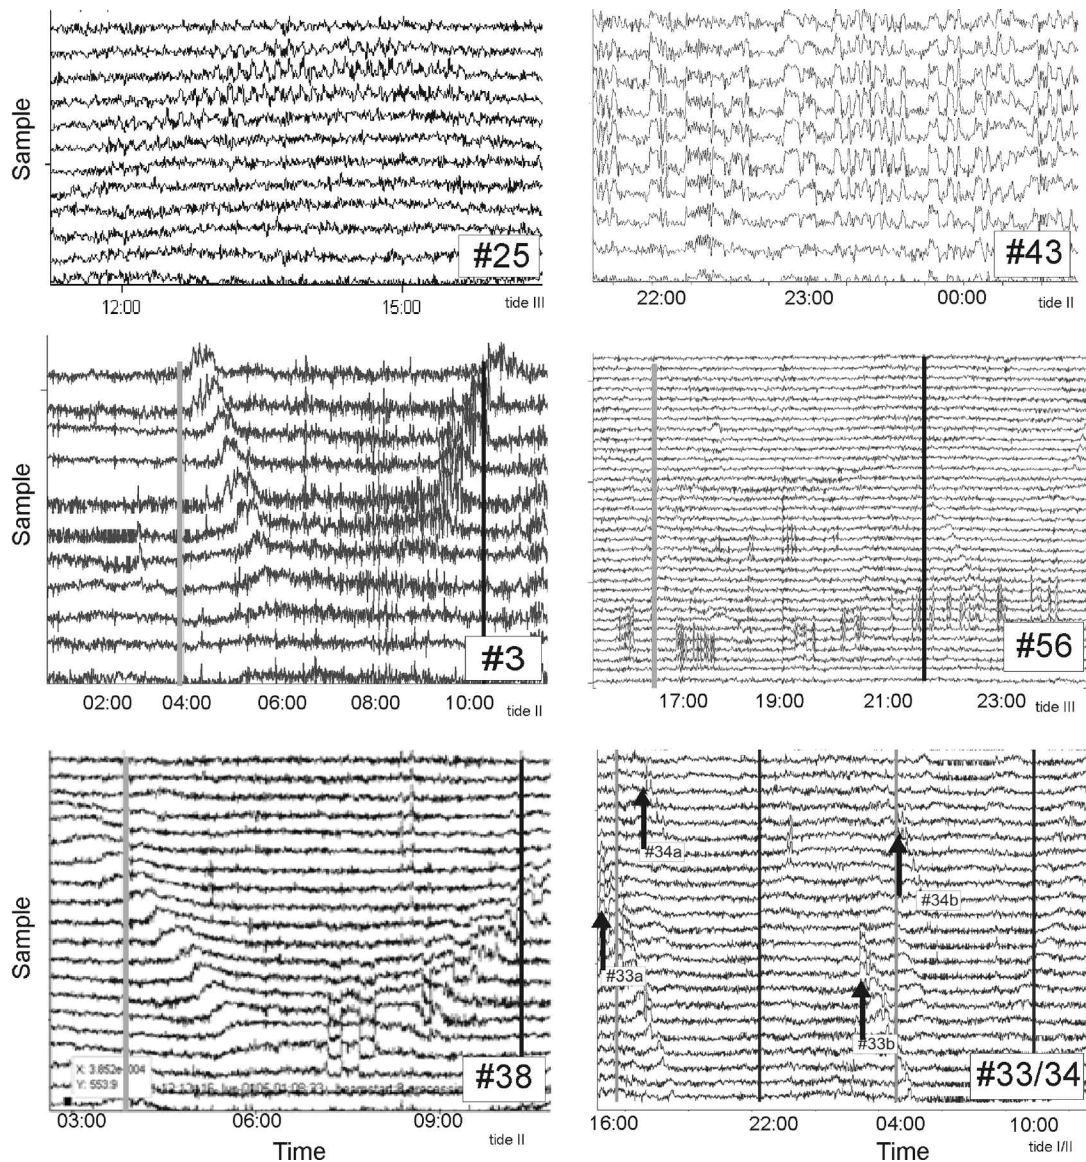 Sample
#25
12:00 15:00 tide III
#43
22:00 23:00 00:00 tide II
Sample
#3
02:00 04:00 06:00 08:00 10:00 tide II
#56
17:00 19:00 21:00 23:00 tide III
Sample
X: 3.852e+004
#38
03:00 06:00 09:00 tide II
Time
#34a
#34b
#33a
#33b
#33/34
16:00 22:00 04:00 10:00 tide I/II
Time